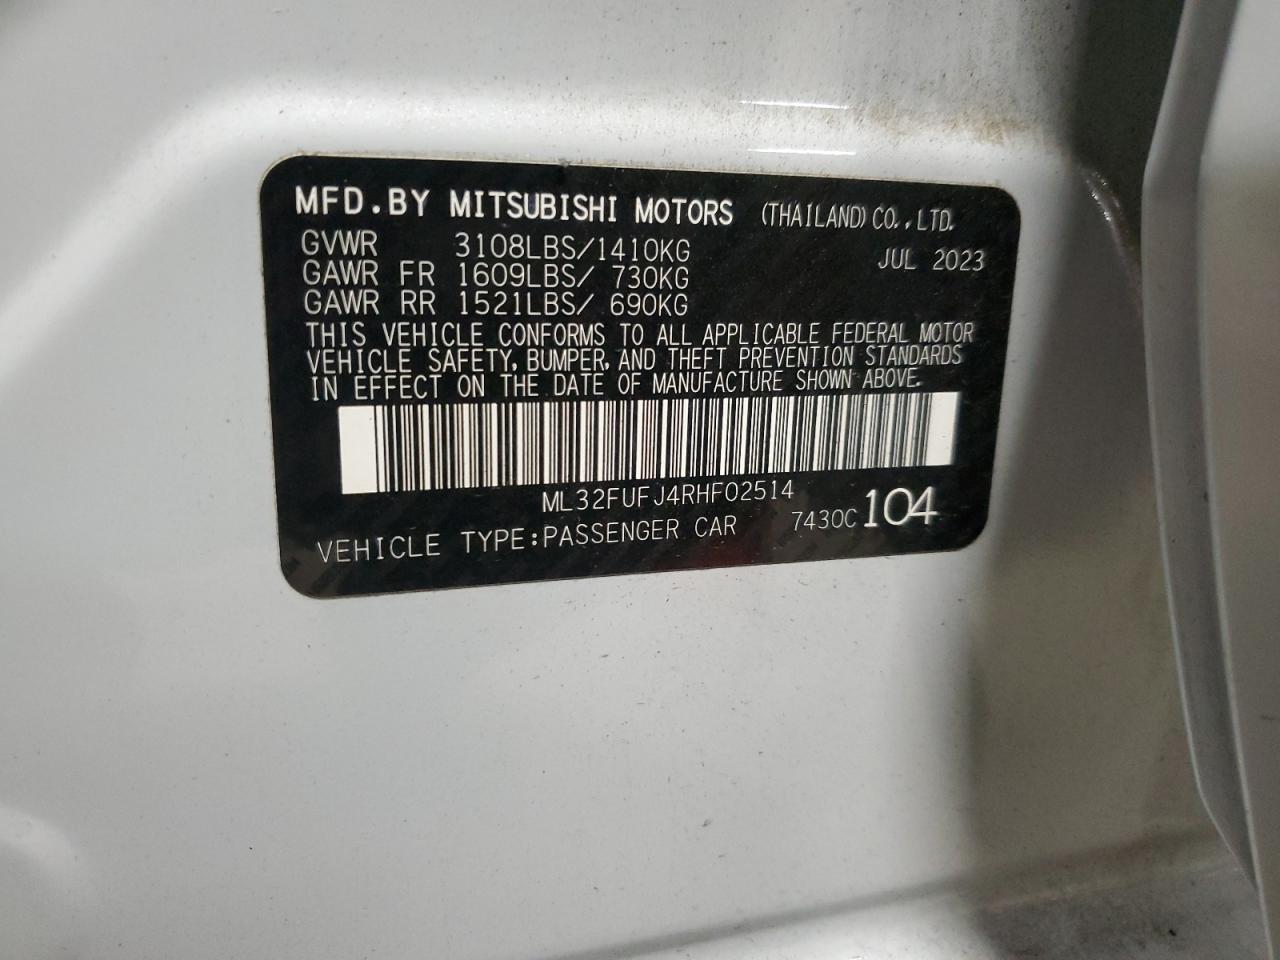 MFD.BY MITSUBISHI MOTORS (THAILAND) CO.,LTD.
GVWR 3108LBS/1410KG JUL 2023
GAWR FR 1609LBS/ 730KG
GAWR RR 1521LBS/ 690KG
THIS VEHICLE CONFORMS TO ALL APPLICABLE FEDERAL MOTOR
VEHICLE SAFETY, BUMPER, AND THEFT PREVENTION STANDARDS
IN EFFECT ON THE DATE OF MANUFACTURE SHOWN ABOVE.
ML32FUFJ4RHF02514
VEHICLE TYPE:PASSENGER CAR 7430C 104